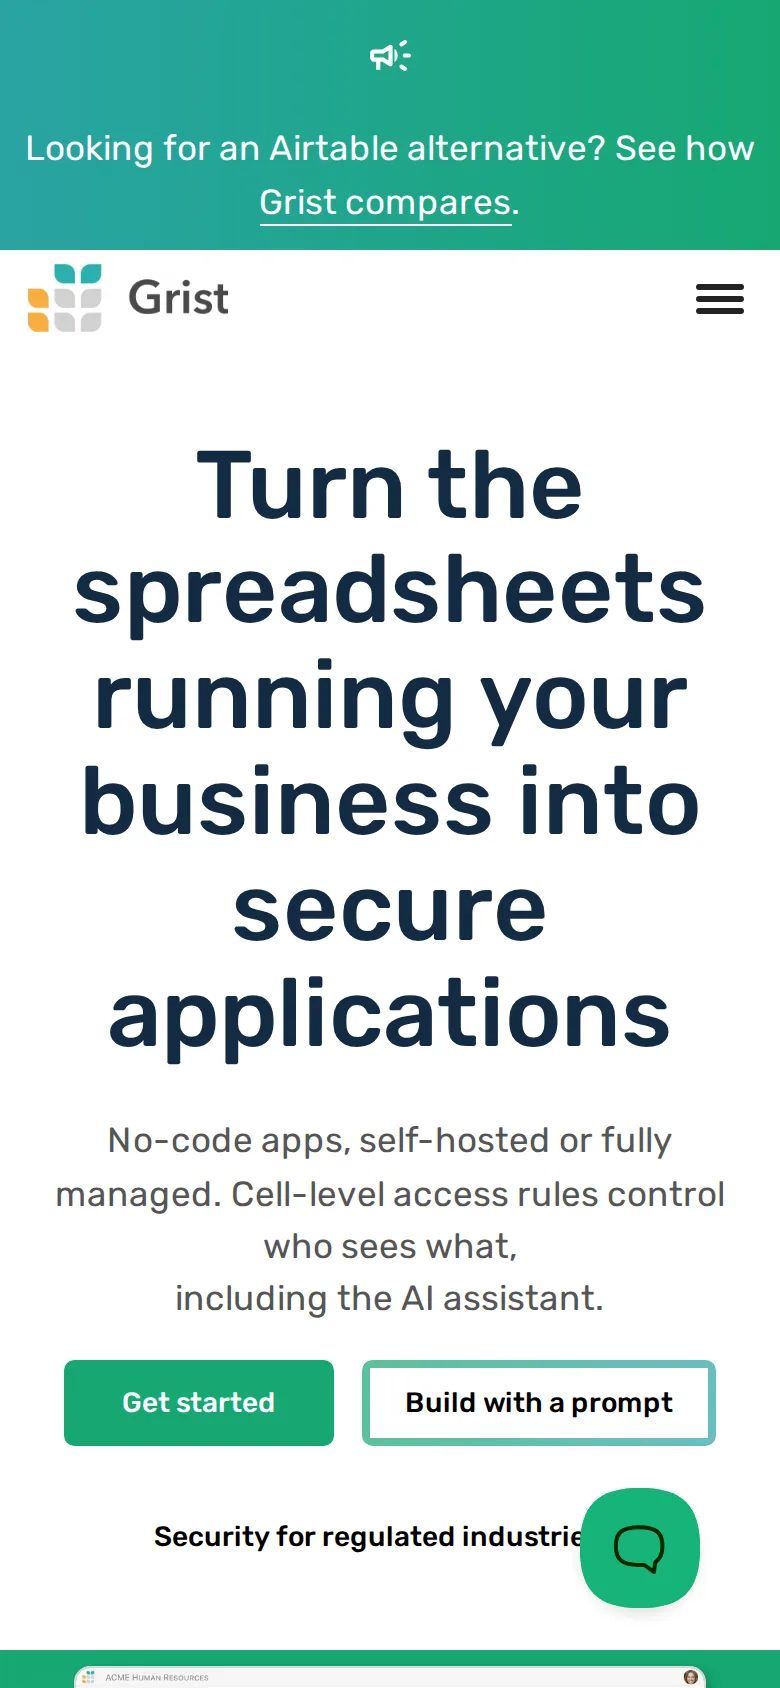 Looking for an Airtable alternative? See how
Grist compares.
Grist
Turn the
spreadsheets
running your
business into
secure
applications
No-code apps, self-hosted or fully
managed. Cell-level access rules control
who sees what,
including the AI assistant.
Get started
Build with a prompt
Security for regulated industrie
ACME Human Resources